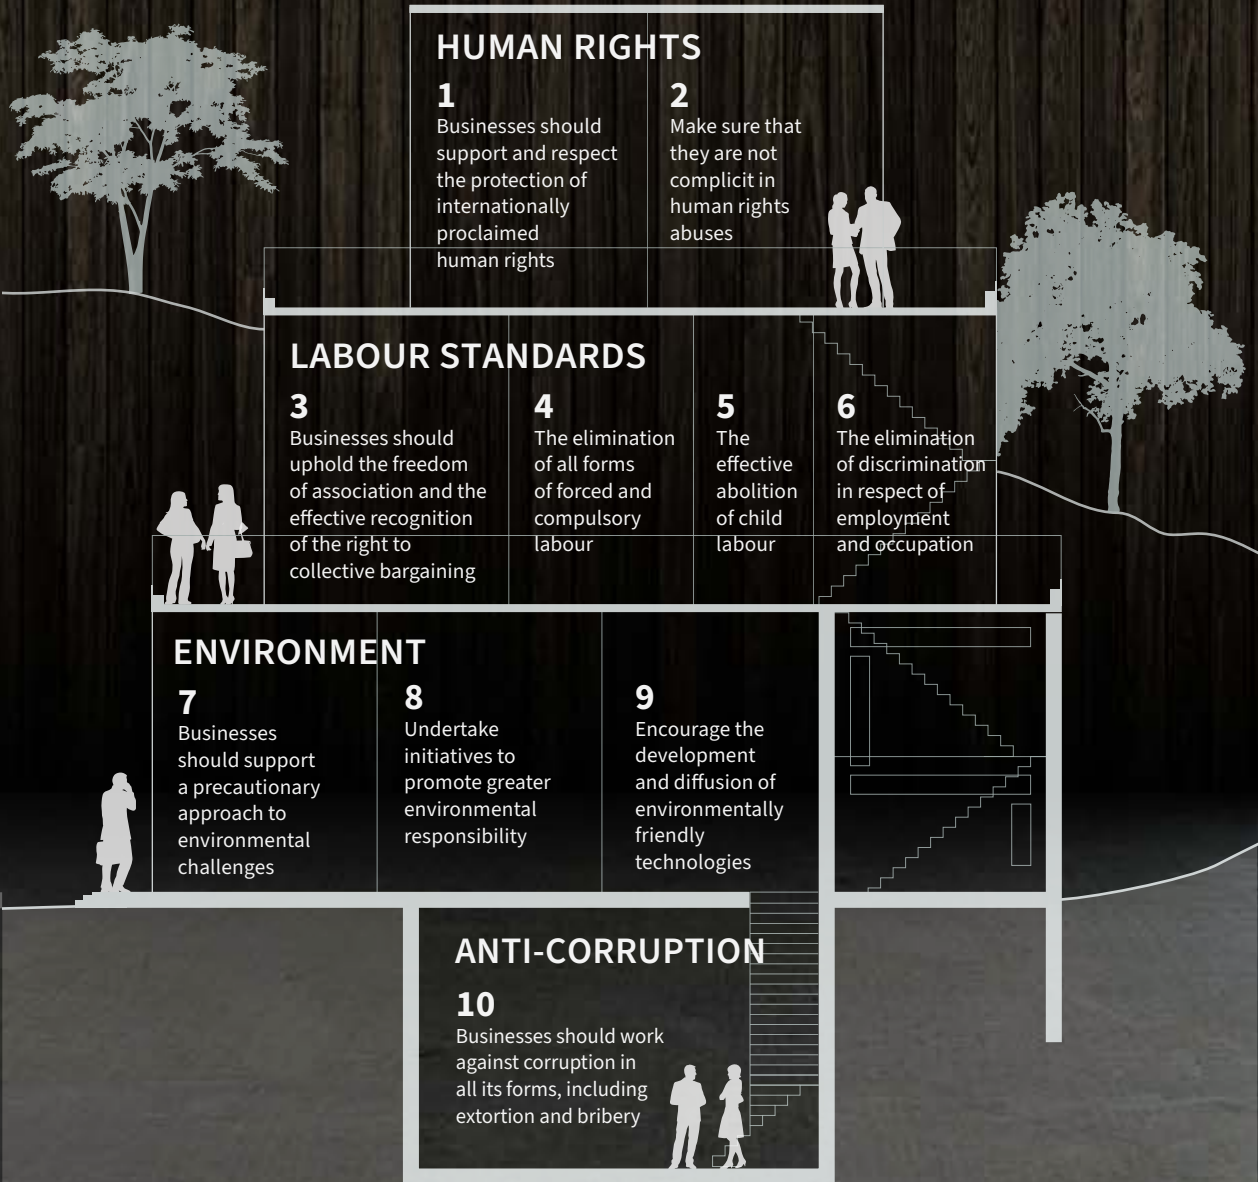 HUMAN RIGHTS
1
Businesses should
support and respect
the protection of
internationally
proclaimed
human rights
2
Make sure that
they are not
complicit in
human rights
abuses
LABOUR STANDARDS
3
Businesses should
uphold the freedom
of association and the
effective recognition
of the right to
collective bargaining
4
The elimination
of all forms
of forced and
compulsory
labour
5
The
effective
abolition
of child
labour
6
The elimination
of discrimination
in respect of
employment
and occupation
ENVIRONMENT
7
Businesses
should support
a precautionary
approach to
environmental
challenges
8
Undertake
initiatives to
promote greater
environmental
responsibility
9
Encourage the
development
and diffusion of
environmentally
friendly
technologies
ANTI-CORRUPTION
10
Businesses should work
against corruption in
all its forms, including
extortion and bribery